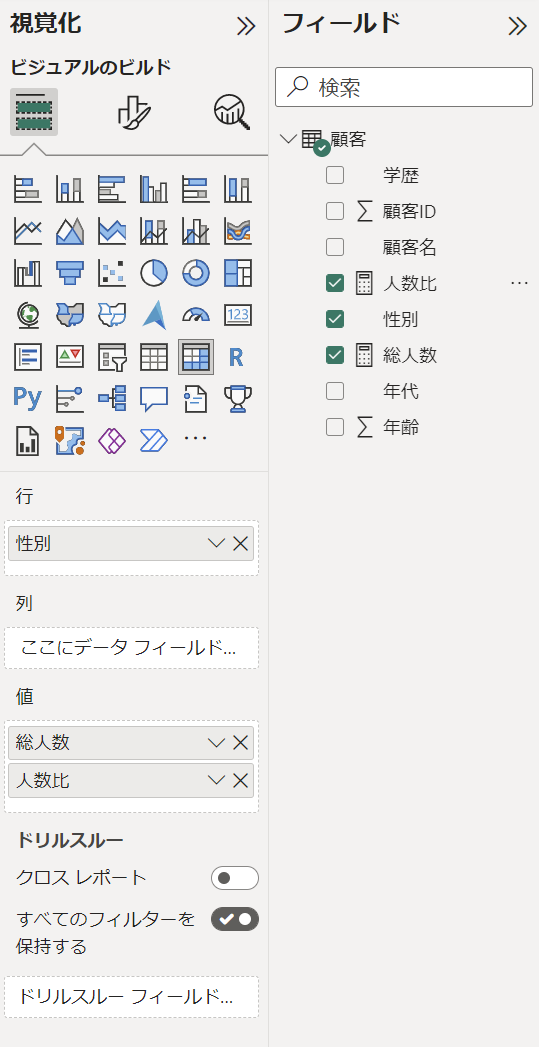 視覚化
ビジュアルのビルド
123
R
Py
行
性別
列
ここにデータ フィールド...
値
総人数
人数比
ドリルスルー
クロス レポート
すべてのフィルターを
保持する
ドリルスルー フィールド...
フィールド
検索
顧客
学歴
∑ 顧客ID
顧客名
人数比
性別
総人数
年代
∑ 年齢